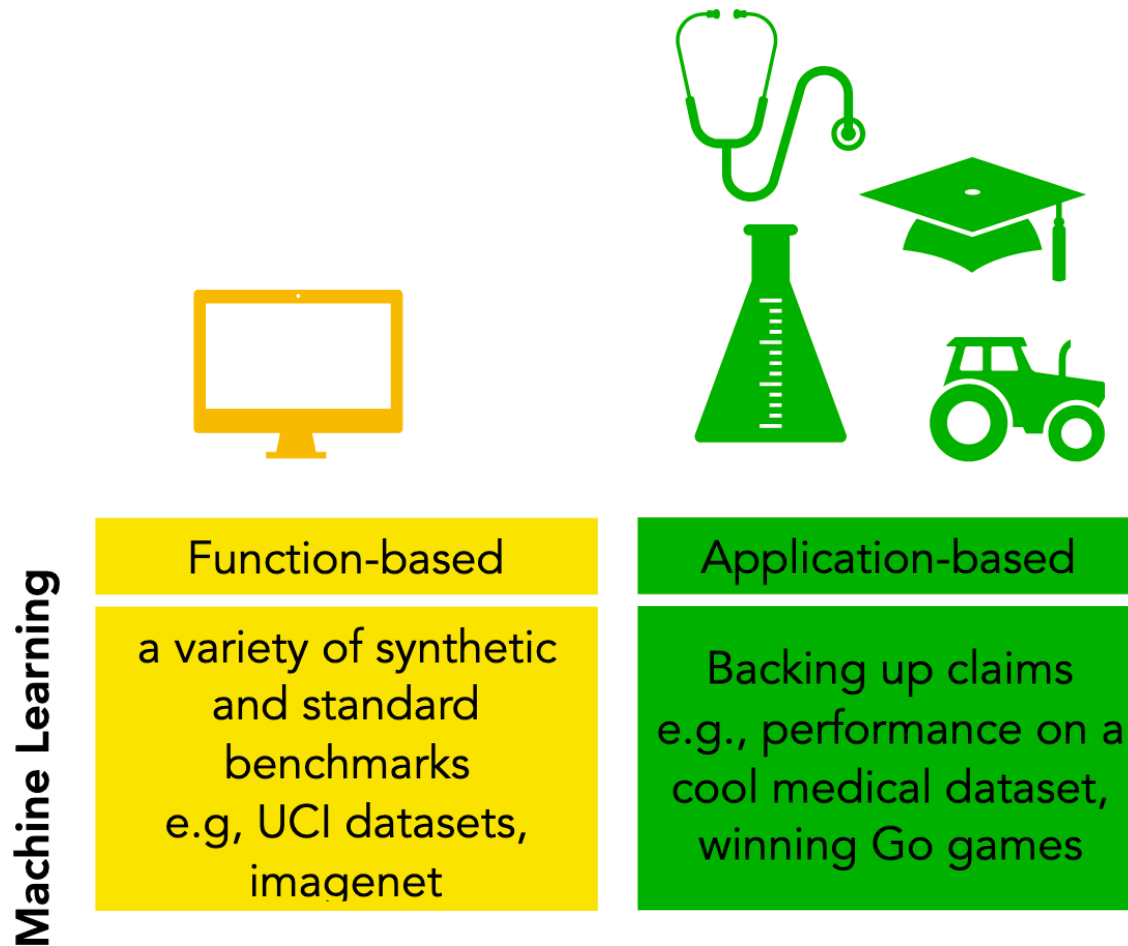 Machine Learning
Function-based
a variety of synthetic
and standard
benchmarks
e.g, UCI datasets,
imagenet
Application-based
Backing up claims
e.g., performance on a
cool medical dataset,
winning Go games